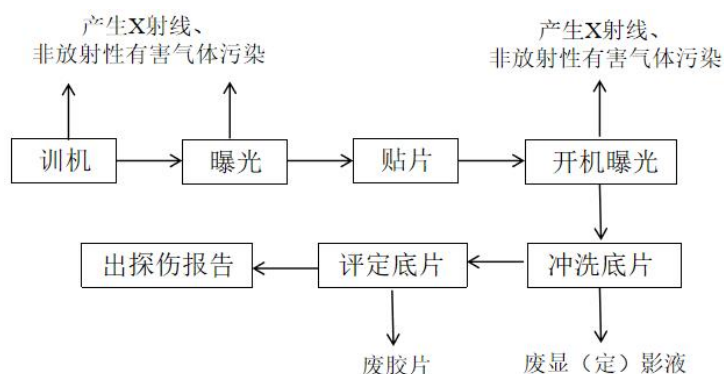 产生X射线、
非放射性有害气体污染
产生X射线、
非放射性有害气体污染
训机
曝光
贴片
开机曝光
出探伤报告
评定底片
冲洗底片
废胶片
废显（定）影液